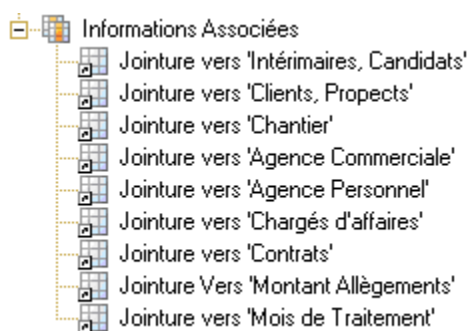 Informations Associées
Jointure vers 'Intérimaires, Candidats'
Jointure vers 'Clients, Propects'
Jointure vers 'Chantier'
Jointure vers 'Agence Commerciale'
Jointure vers 'Agence Personnel'
Jointure vers 'Chargés d'affaires'
Jointure vers 'Contrats'
Jointure Vers 'Montant Allègements'
Jointure vers 'Mois de Traitement'